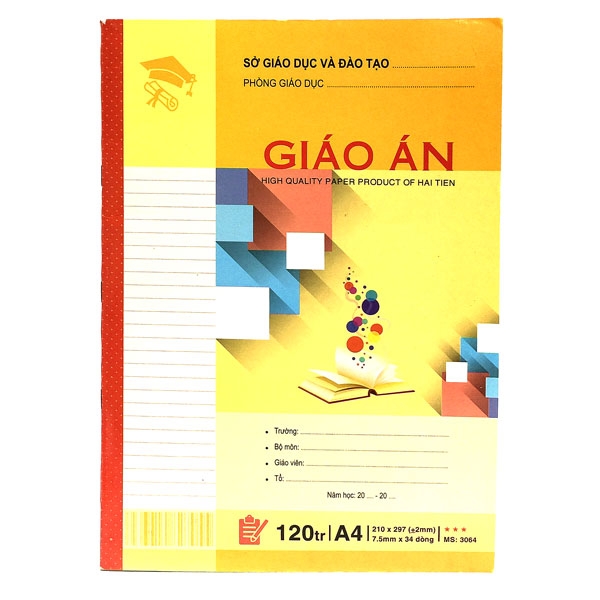 SỞ GIÁO DỤC VÀ ĐÀO TẠO ..............................
PHÒNG GIÁO DỤC ..............................
GIÁO ÁN
HIGH QUALITY PAPER PRODUCT OF HAI TIEN
• Trường: ..............................
• Bộ môn: ..............................
• Giáo viên: ..............................
• Tổ: ..............................
Năm học: 20 .... - 20 ....
120tr | A4 | 210 x 297 (±2mm) | ★ ★ ★
7.5mm x 34 dòng | MS: 3064